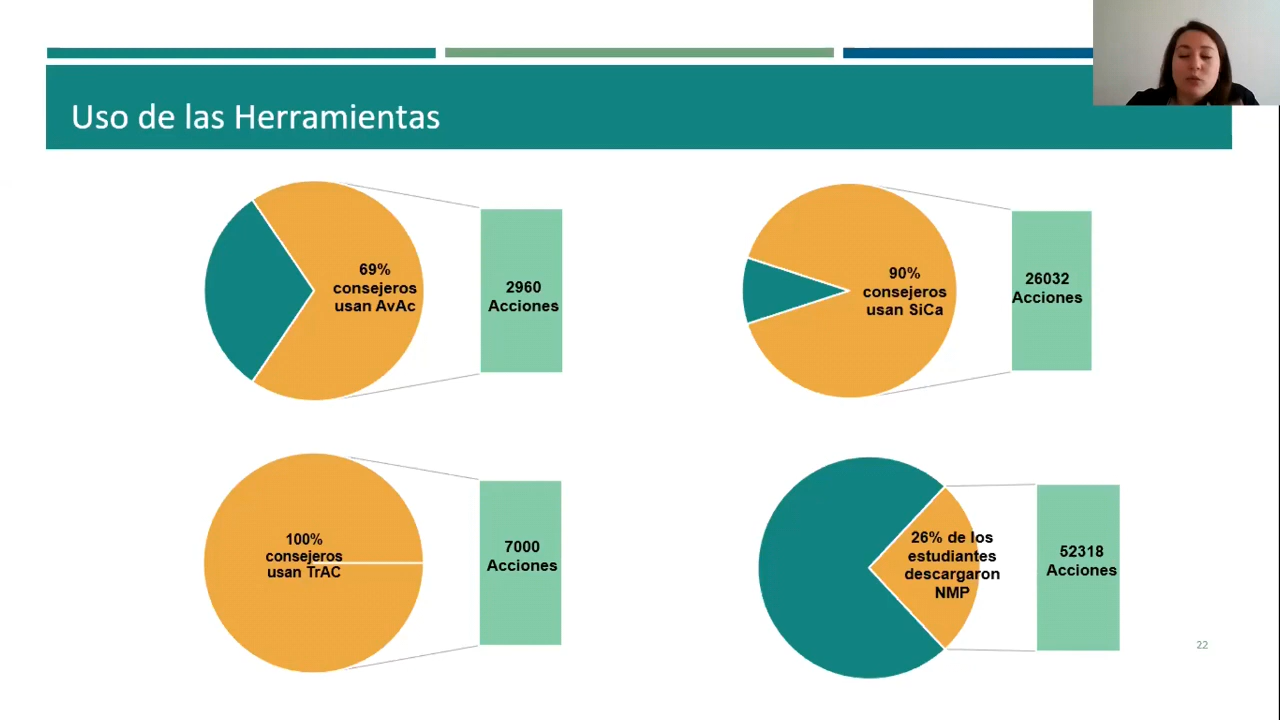 Uso de las Herramientas
69%
consejeros
usan AvAc
2960
Acciones
90%
consejeros
usan SiCa
26032
Acciones
100%
consejeros
usan TrAC
7000
Acciones
26% de los
estudiantes
descargaron
NMP
52318
Acciones
22